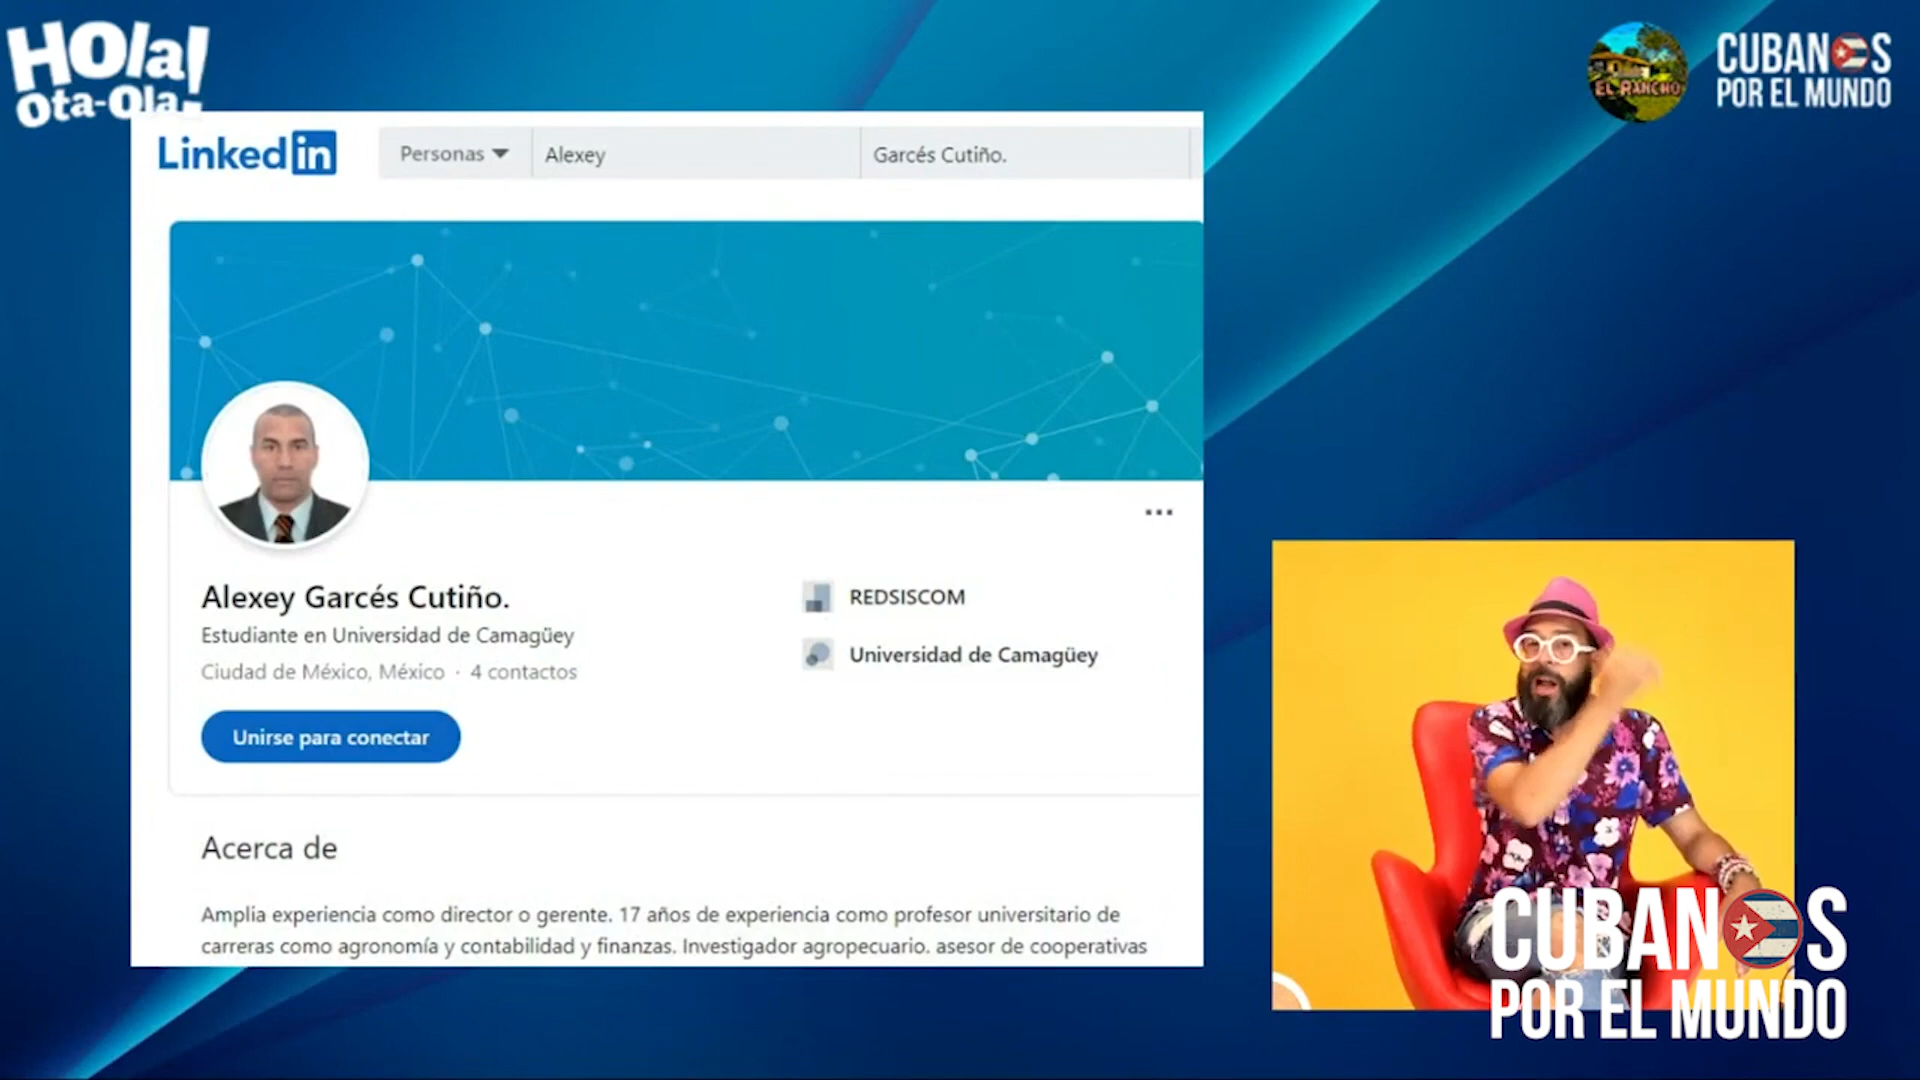 Hola!
Ota-Ola.
EL RANCHO
CUBANOS
POR EL MUNDO
Linkedin
Personas
Alexey
Garcés Cutiño.
Alexey Garcés Cutiño.
Estudiante en Universidad de Camagüey
Ciudad de México, México · 4 contactos
REDSISCOM
Universidad de Camagüey
Unirse para conectar
Acerca de
Amplia experiencia como director o gerente. 17 años de experiencia como profesor universitario de
carreras como agronomía y contabilidad y finanzas. Investigador agropecuario. asesor de cooperativas
CUBANOS
POR EL MUNDO